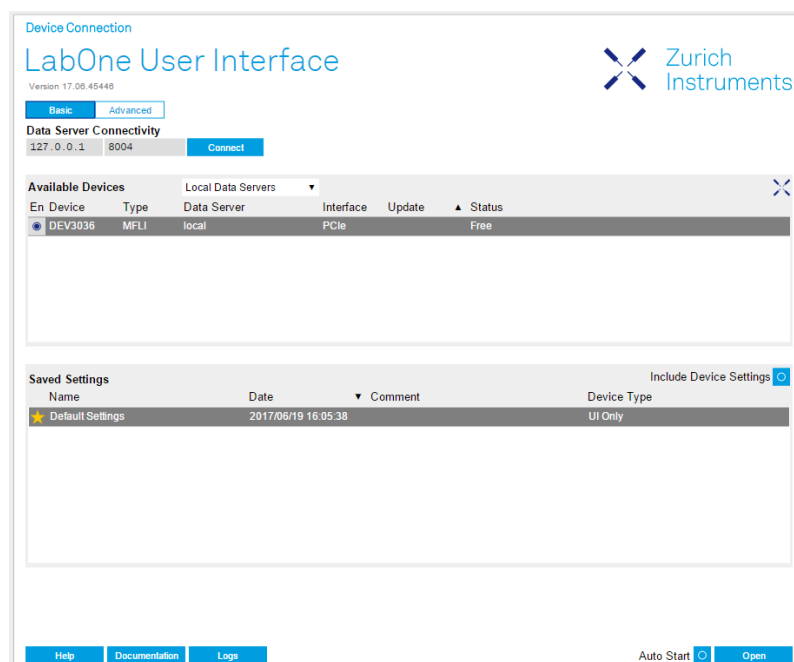 Device Connection
LabOne User Interface
Zurich
Instruments
Version 17.06.45446
Basic Advanced
Data Server Connectivity
127.0.0.1 8004 Connect
Available Devices Local Data Servers
En Device Type Data Server Interface Update Status
DEV3036 MFLI local PCIe Free
Saved Settings Include Device Settings
Name Date Comment Device Type
Default Settings 2017/06/19 16:05:38 UI Only
Help Documentation Logs Auto Start Open